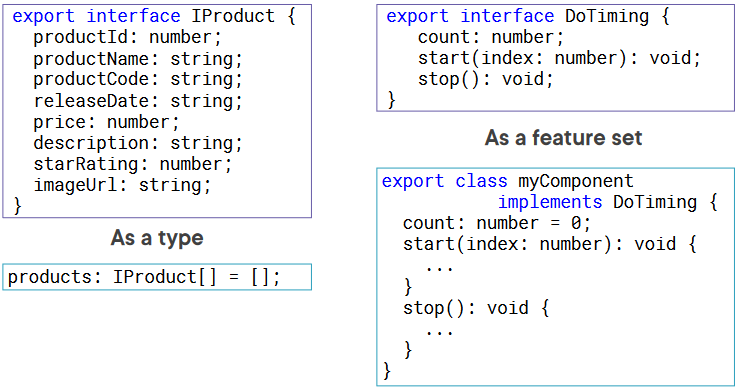 export interface IProduct {
productId: number;
productName: string;
productCode: string;
releaseDate: string;
price: number;
description: string;
starRating: number;
imageUrl: string;
}
As a type
products: IProduct[] = [];
export interface DoTiming {
count: number;
start(index: number): void;
stop(): void;
}
As a feature set
export class myComponent
implements DoTiming {
count: number = 0;
start(index: number): void {
...
}
stop(): void {
...
}
}